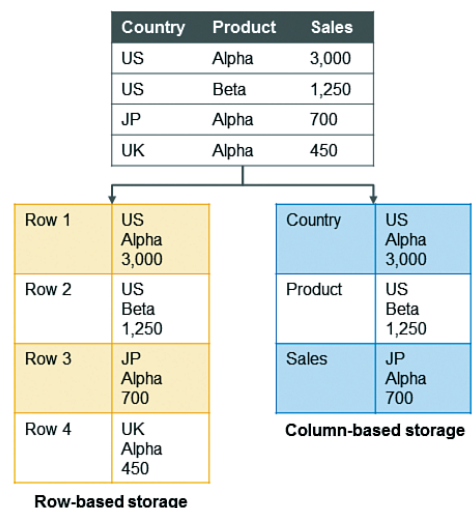 Country Product Sales
US Alpha 3,000
US Beta 1,250
JP Alpha 700
UK Alpha 450
Row 1 US
Alpha
3,000
Row 2 US
Beta
1,250
Row 3 JP
Alpha
700
Row 4 UK
Alpha
450
Row-based storage
Country US
Alpha
3,000
Product US
Beta
1,250
Sales JP
Alpha
700
Column-based storage